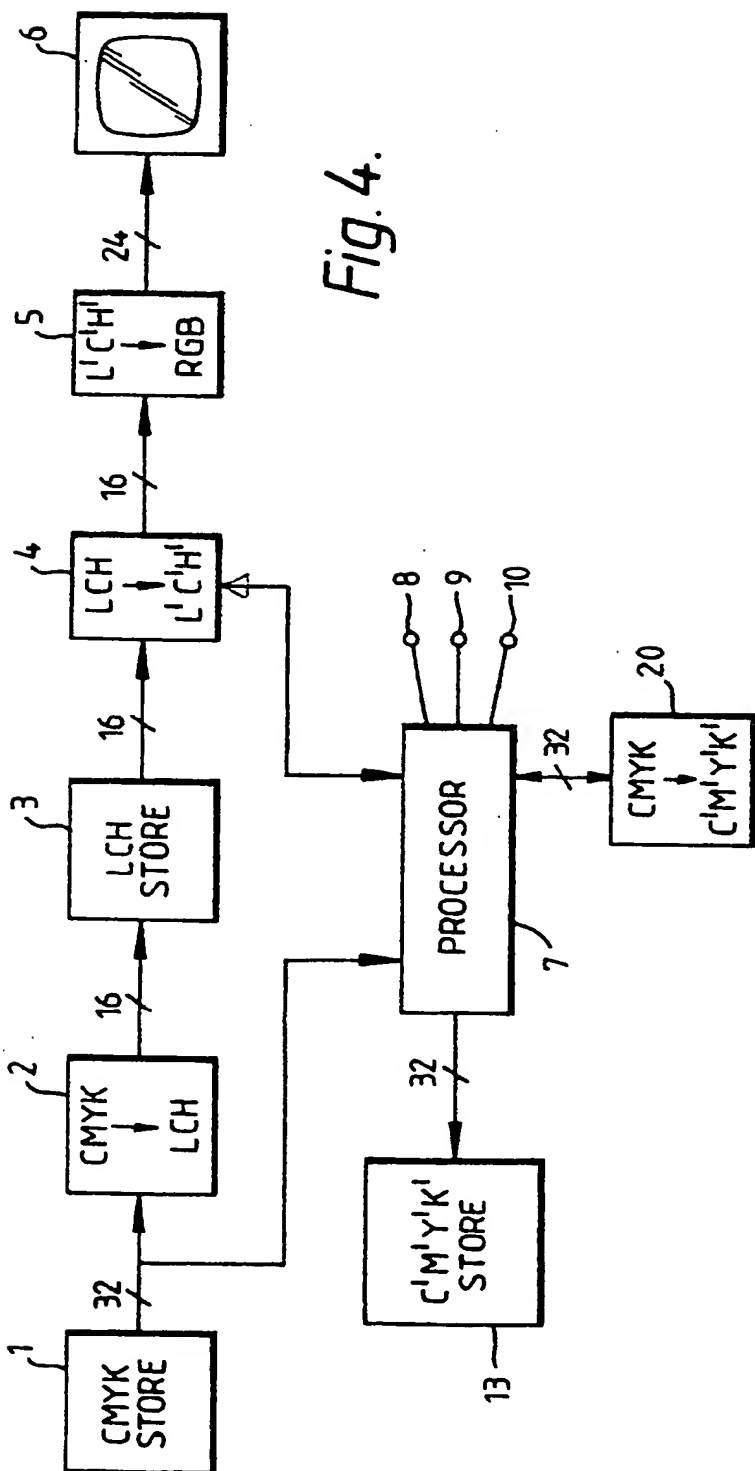 1
CMYK
STORE
32
2
CMYK
LCH
16
3
LCH
STORE
16
4
LCH
L'C'H'
16
5
L'C'H'
RGB
24
6
Fig. 4.
PROCESSOR
7
8
9
10
32
C'M'Y'K'
STORE
13
32
20
CMYK
C'M'Y'K'